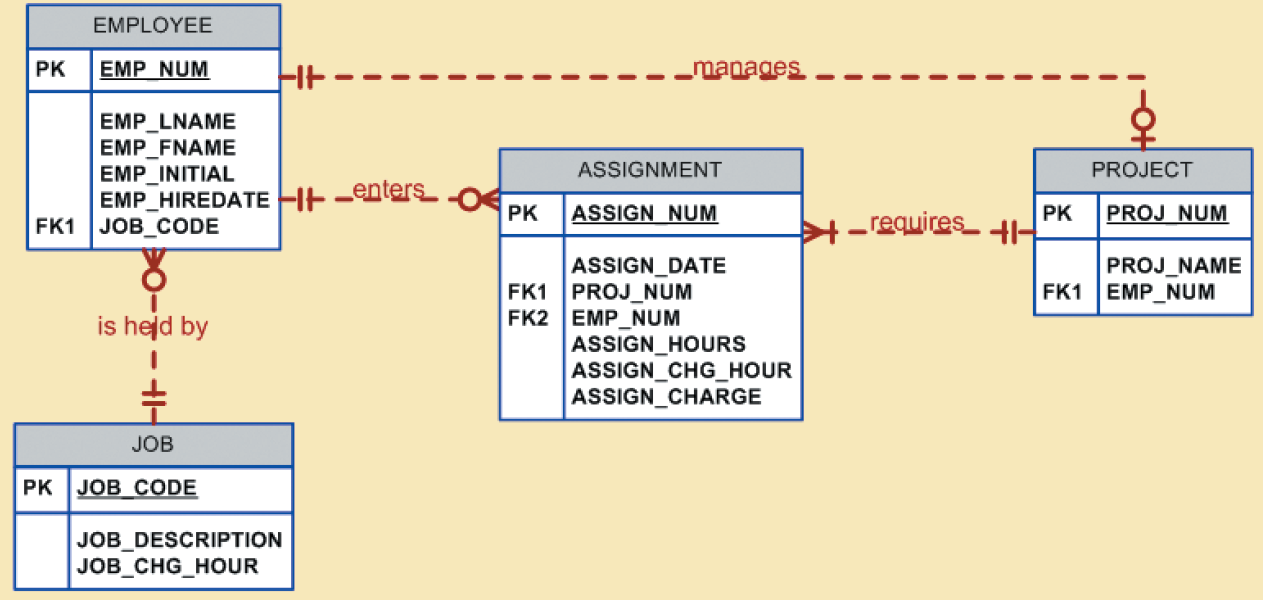 EMPLOYEE
PK EMP_NUM
EMP_LNAME
EMP_FNAME
EMP_INITIAL
EMP_HIREDATE
FK1 JOB_CODE
manages
enters
ASSIGNMENT
PK ASSIGN_NUM
ASSIGN_DATE
FK1 PROJ_NUM
FK2 EMP_NUM
ASSIGN_HOURS
ASSIGN_CHG_HOUR
ASSIGN_CHARGE
requires
PROJECT
PK PROJ_NUM
PROJ_NAME
FK1 EMP_NUM
is held by
JOB
PK JOB_CODE
JOB_DESCRIPTION
JOB_CHG_HOUR